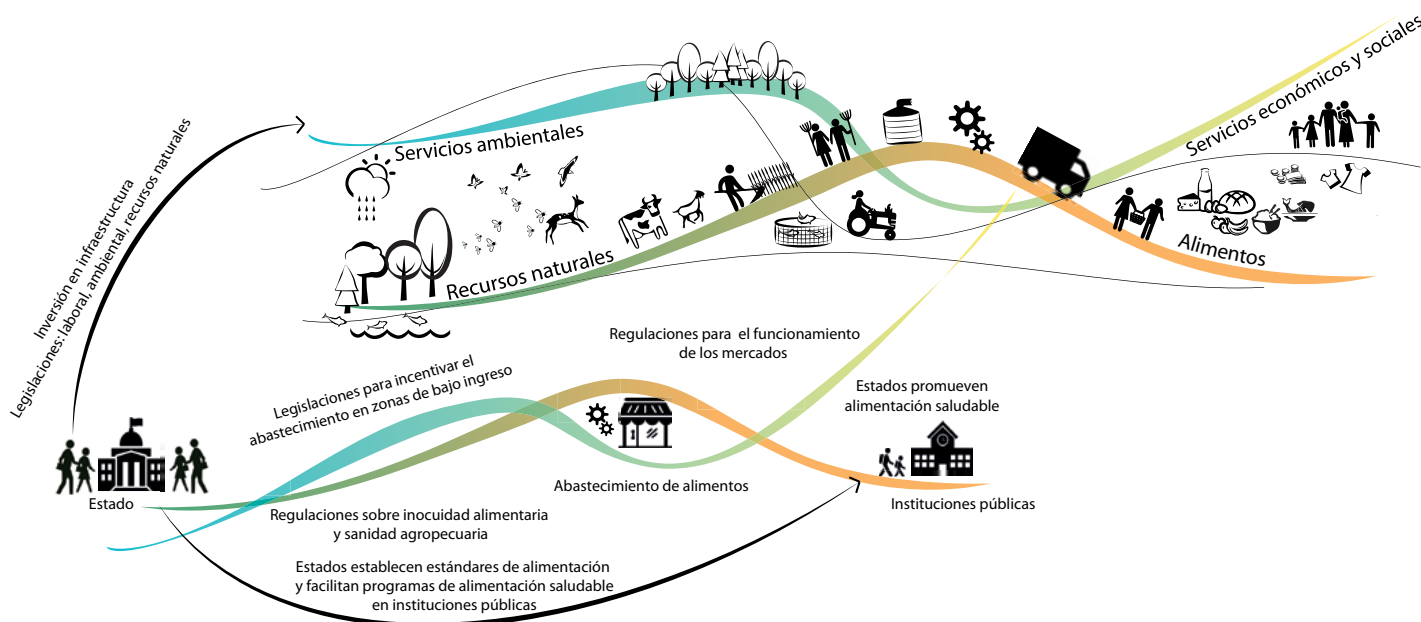 Inversión en infraestructura
Legislaciones: laboral, ambiental, recursos naturales
Servicios ambientales
Recursos naturales
Servicios económicos y sociales
Alimentos
Regulaciones para el funcionamiento
de los mercados
Legislaciones para incentivar el
abastecimiento en zonas de bajo ingreso
Estados promueven
alimentación saludable
Estado
Abastecimiento de alimentos
Instituciones públicas
Regulaciones sobre inocuidad alimentaria
y sanidad agropecuaria
Estados establecen estándares de alimentación
y facilitan programas de alimentación saludable
en instituciones públicas